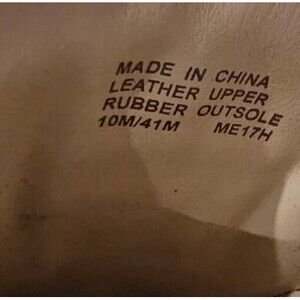 MADE IN CHINA
LEATHER UPPER
RUBBER OUTSOLE
10M/41M ME17H